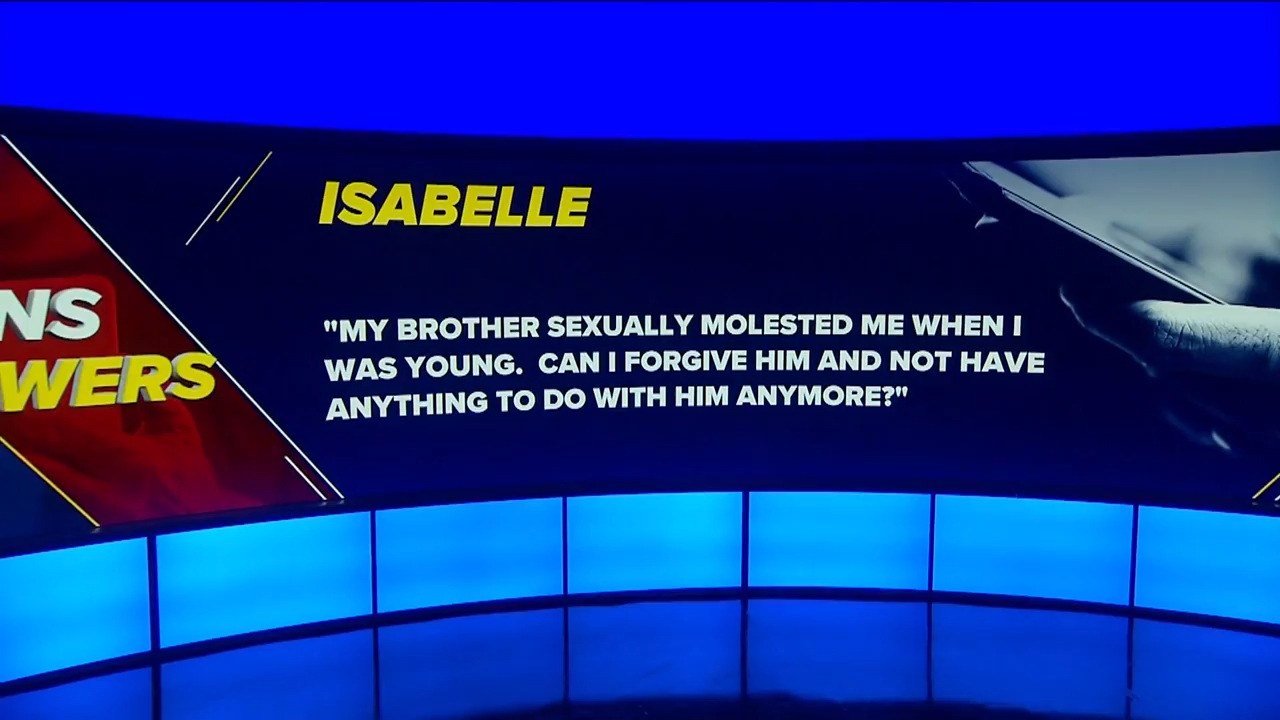 NS
WERS
ISABELLE
"MY BROTHER SEXUALLY MOLESTED ME WHEN I
WAS YOUNG.  CAN I FORGIVE HIM AND NOT HAVE
ANYTHING TO DO WITH HIM ANYMORE?"